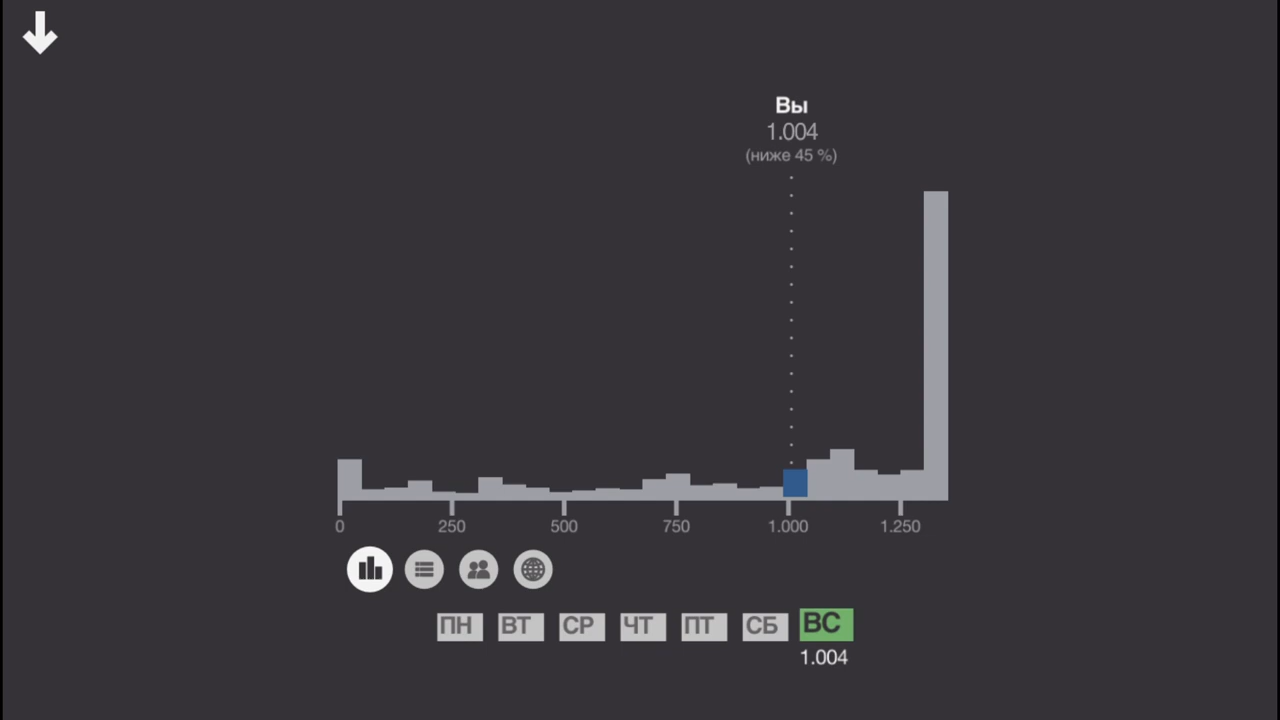 Вы
1.004
(ниже 45 %)
0 250 500 750 1.000 1.250
ПН ВТ СР ЧТ ПТ СБ ВС
1.004